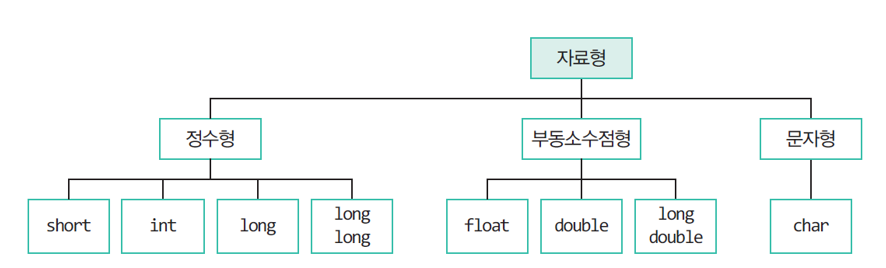 자료형
정수형
부동소수점형
문자형
short
int
long
long
long
float
double
long
double
char